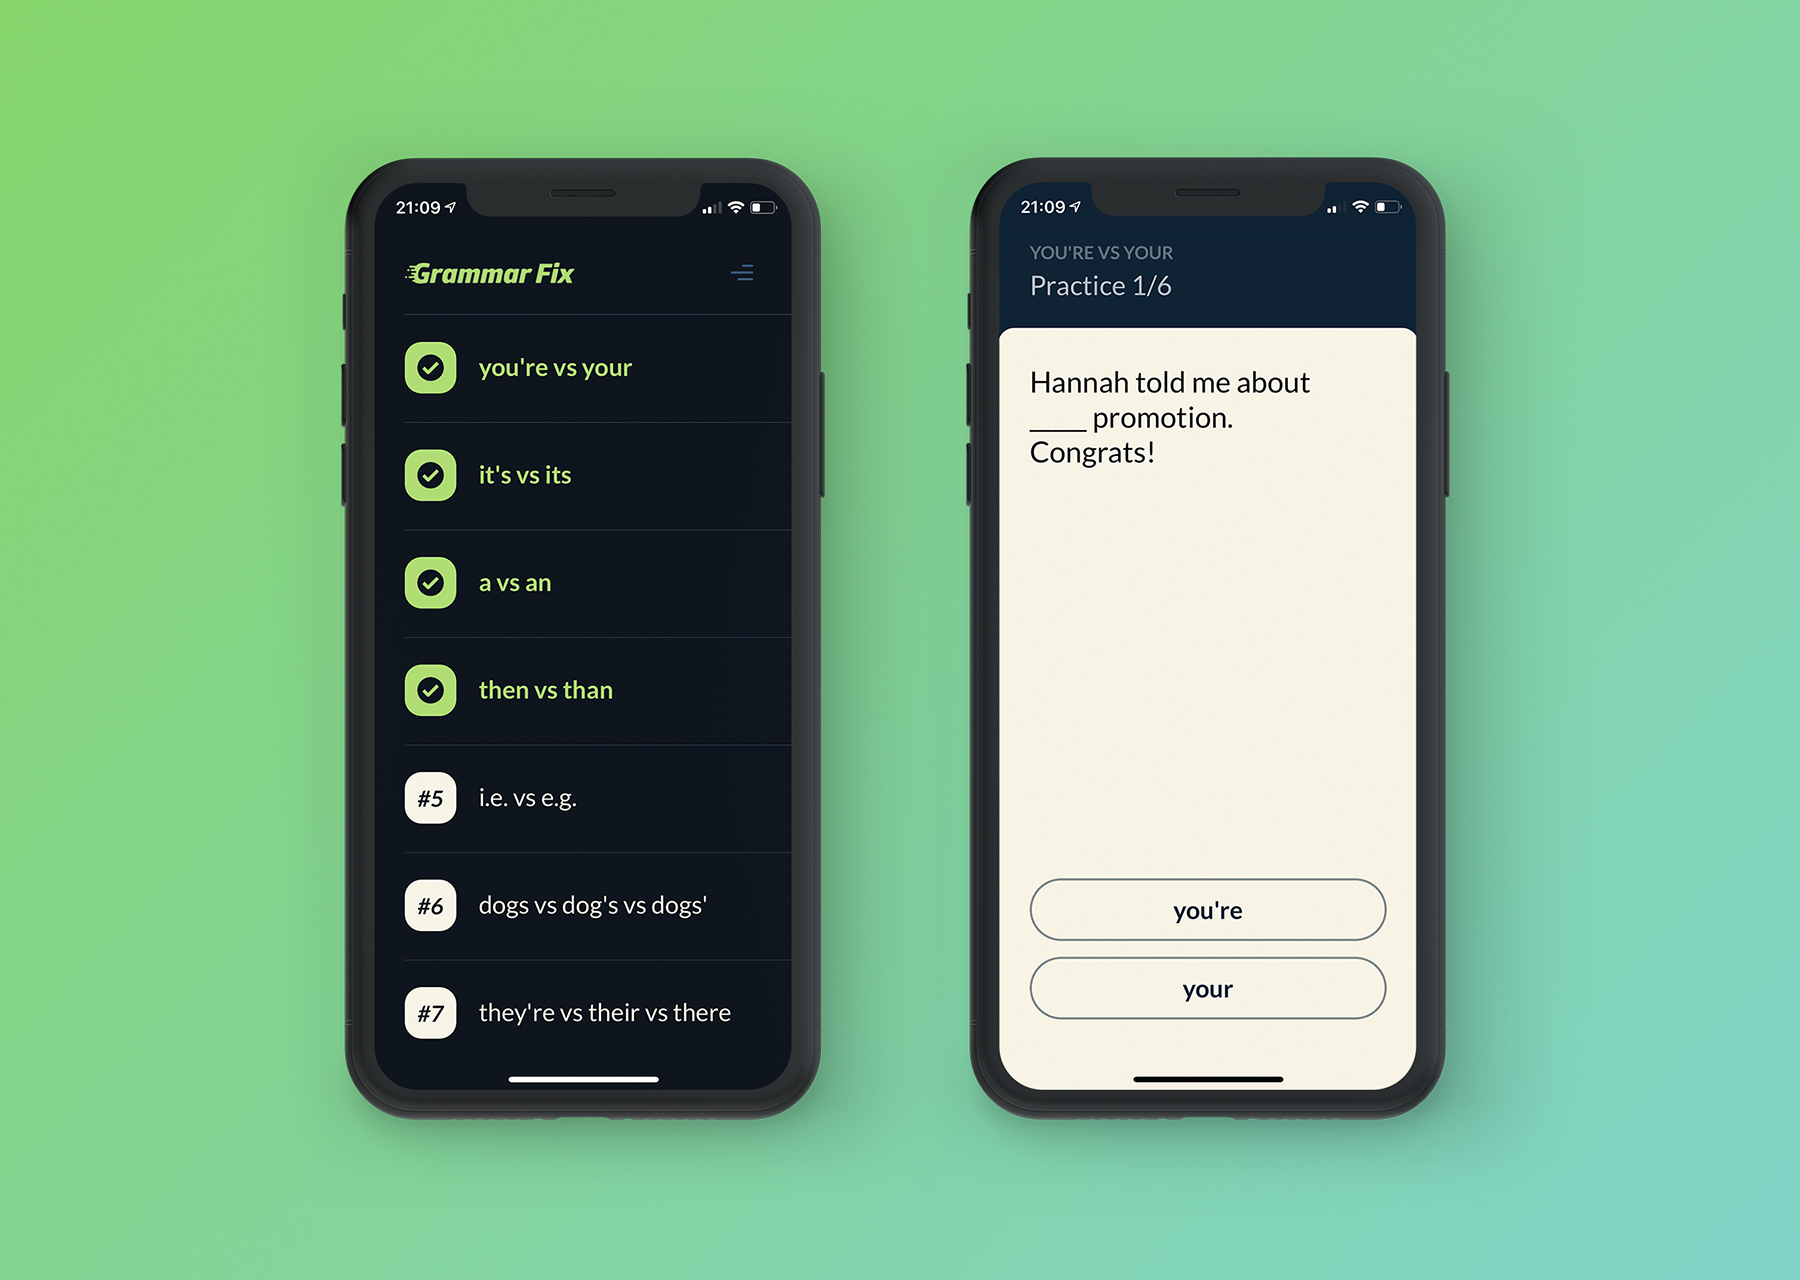 21:09
Grammar Fix
you're vs your
it's vs its
a vs an
then vs than
#5 i.e. vs e.g.
#6 dogs vs dog's vs dogs'
#7 they're vs their vs there
21:09
YOU'RE VS YOUR
Practice 1/6
Hannah told me about
_____ promotion.
Congrats!
you're
your